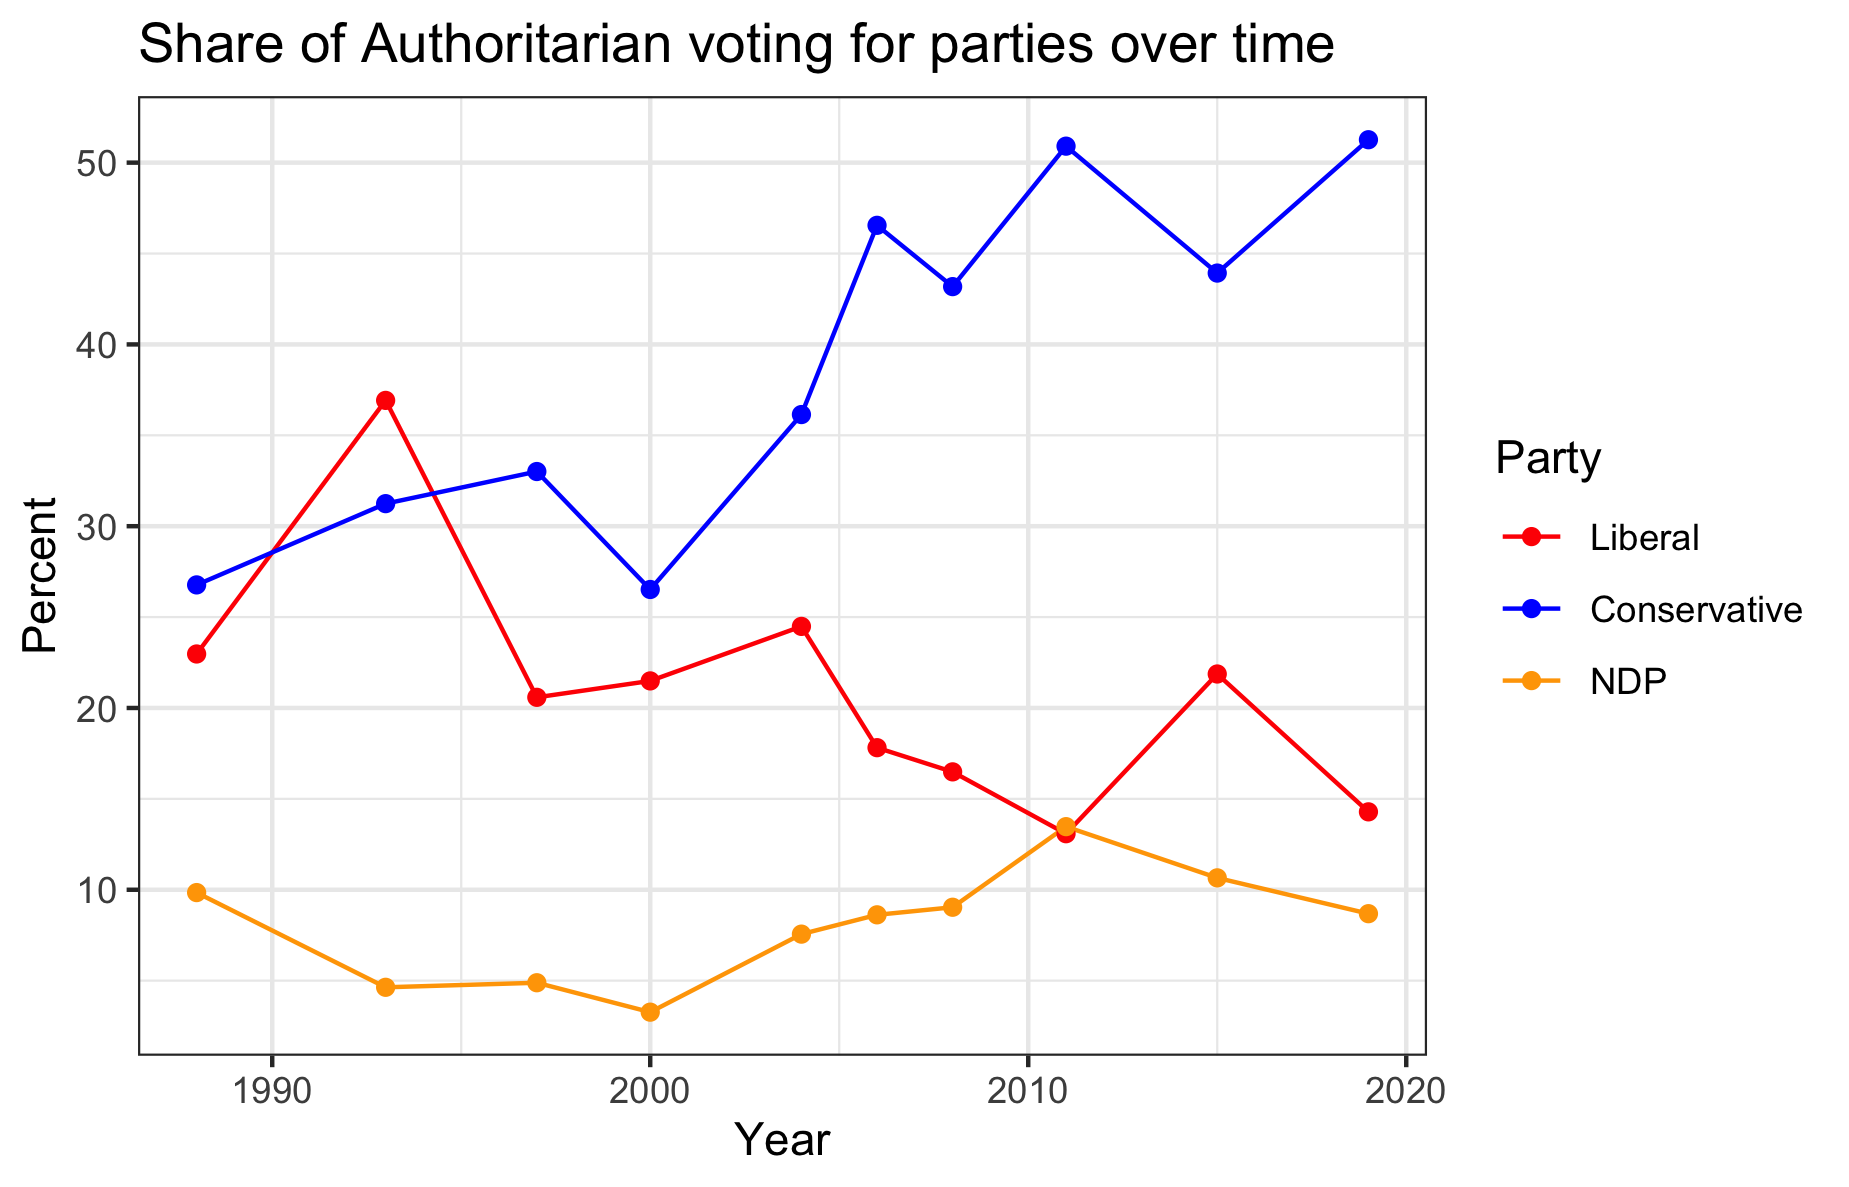 Share of Authoritarian voting for parties over time
50
40
30
20
10
Percent
1990 2000 2010 2020
Year
Party
Liberal
Conservative
NDP